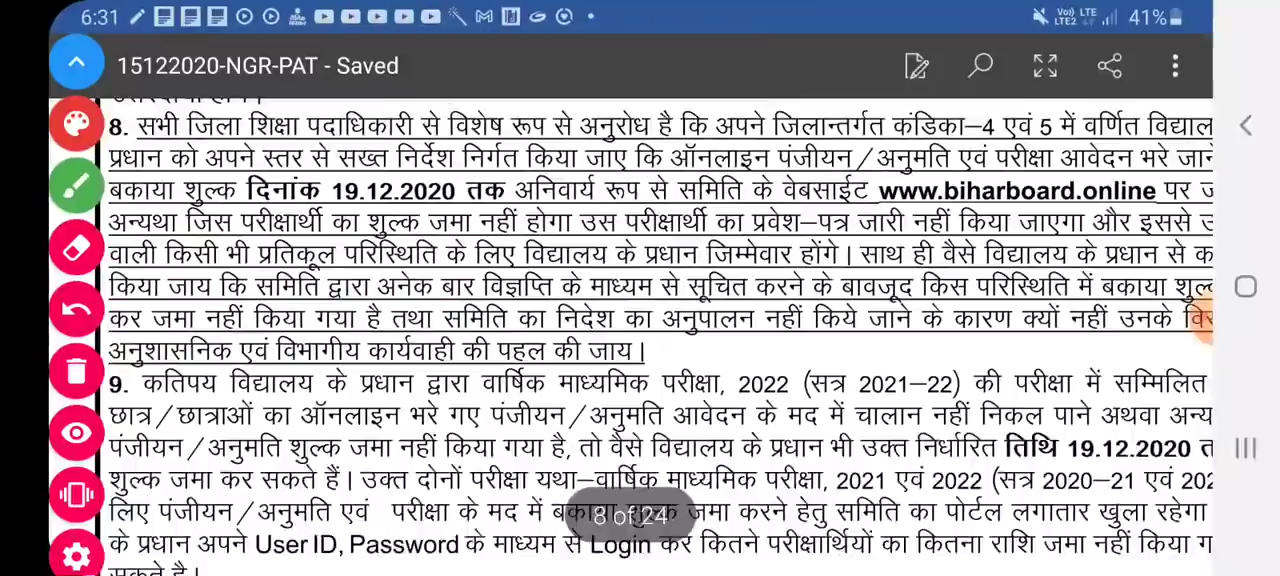 6:31
Vo) LTE
LTE2
41%
15122020-NGR-PAT - Saved
8. सभी जिला शिक्षा पदाधिकारी से विशेष रूप से अनुरोध है कि अपने जिलान्तर्गत कंडिका–4 एवं 5 में वर्णित
प्रधान को अपने स्तर से सख्त निर्देश निर्गत किया जाए कि ऑनलाइन पंजीयन/अनुमति एवं परीक्षा आवेदन भरे
बकाया शुल्क दिनांक 19.12.2020 तक अनिवार्य रूप से समिति के वेबसाईट www.biharboard.online पर
अन्यथा जिस परीक्षार्थी का शुल्क जमा नहीं होगा उस परीक्षार्थी का प्रवेश–पत्र जारी नहीं किया जाएगा और इससे
वाली किसी भी प्रतिकूल परिस्थिति के लिए विद्यालय के प्रधान जिम्मेवार होंगे। साथ ही वैसे विद्यालय के प्रधान से
किया जाय कि समिति द्वारा अनेक बार विज्ञप्ति के माध्यम से सूचित करने के बावजूद किस परिस्थिति में बकाया
कर जमा नहीं किया गया है तथा समिति का निदेश का अनुपालन नहीं किये जाने के कारण क्यों नहीं उनके
अनुशासनिक एवं विभागीय कार्यवाही की पहल की जाय।
9. कतिपय विद्यालय के प्रधान द्वारा वार्षिक माध्यमिक परीक्षा, 2022 (सत्र 2021–22) की परीक्षा में सम्मिलित
छात्र/छात्राओं का ऑनलाइन भरे गए पंजीयन/अनुमति आवेदन के मद में चालान नहीं निकल पाने अथवा अन्य
पंजीयन/अनुमति शुल्क जमा नहीं किया गया है, तो वैसे विद्यालय के प्रधान भी उक्त निर्धारित तिथि 19.12.2020
शुल्क जमा कर सकते हैं। उक्त दोनों परीक्षा यथा–वार्षिक माध्यमिक परीक्षा, 2021 एवं 2022 (सत्र 2020–21 एवं
लिए पंजीयन/अनुमति एवं परीक्षा के मद में बकाया शुल्क जमा करने हेतु समिति का पोर्टल लगातार खुला रहेगा
8 of 24
के प्रधान अपने User ID, Password के माध्यम से Login कर कितने परीक्षार्थियों का कितना राशि जमा नहीं किया
सकते है।